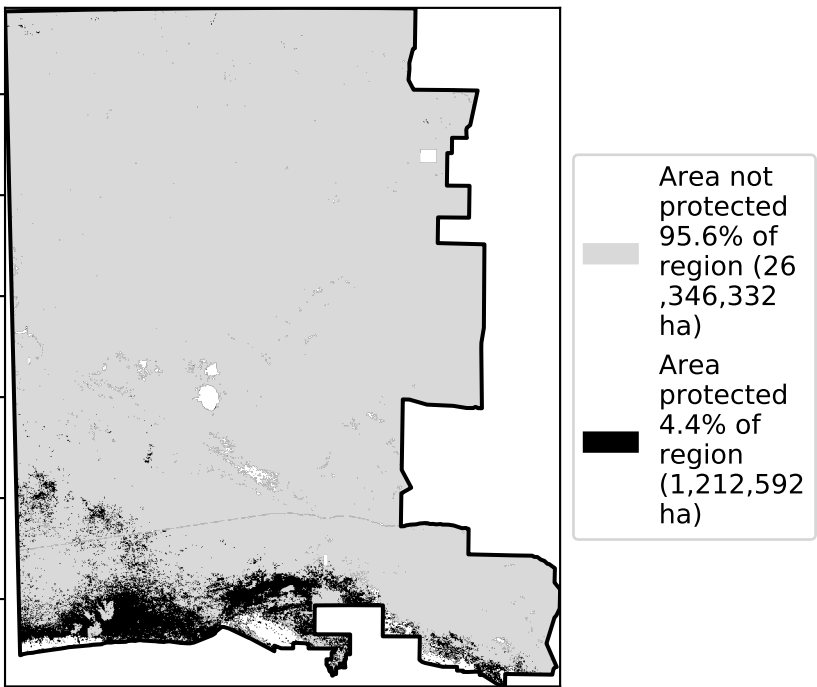 Area not
protected
95.6% of
region (26
,346,332
ha)
Area
protected
4.4% of
region
(1,212,592
ha)